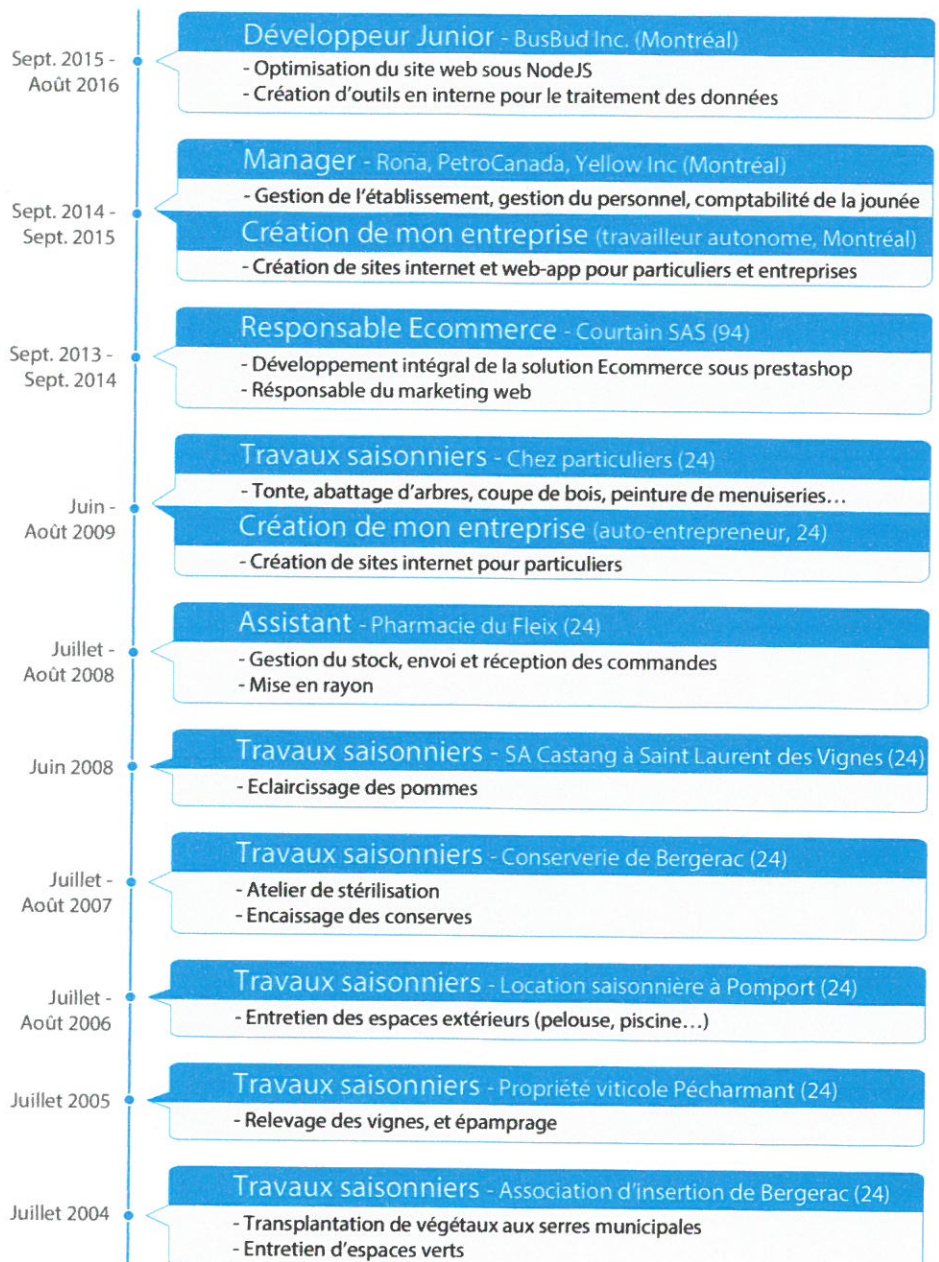 Sept. 2015 -
Août 2016
Développeur Junior - BusBud Inc. (Montréal)
- Optimisation du site web sous NodeJS
- Création d'outils en interne pour le traitement des données
Sept. 2014 -
Sept. 2015
Manager - Rona, PetroCanada, Yellow Inc (Montréal)
- Gestion de l'établissement, gestion du personnel, comptabilité de la jounée
Création de mon entreprise (travailleur autonome, Montréal)
- Création de sites internet et web-app pour particuliers et entreprises
Sept. 2013 -
Sept. 2014
Responsable Ecommerce - Courtain SAS (94)
- Développement intégral de la solution Ecommerce sous prestashop
- Résponsable du marketing web
Juin -
Août 2009
Travaux saisonniers - Chez particuliers (24)
- Tonte, abattage d'arbres, coupe de bois, peinture de menuiseries...
Création de mon entreprise (auto-entrepreneur, 24)
- Création de sites internet pour particuliers
Juillet -
Août 2008
Assistant - Pharmacie du Fleix (24)
- Gestion du stock, envoi et réception des commandes
- Mise en rayon
Juin 2008
Travaux saisonniers - SA Castang à Saint Laurent des Vignes (24)
- Eclaircissage des pommes
Juillet -
Août 2007
Travaux saisonniers - Conserverie de Bergerac (24)
- Atelier de stérilisation
- Encaissage des conserves
Juillet -
Août 2006
Travaux saisonniers - Location saisonnière à Pomport (24)
- Entretien des espaces extérieurs (pelouse, piscine...)
Juillet 2005
Travaux saisonniers - Propriété viticole Pécharmant (24)
- Relevage des vignes, et épamprage
Juillet 2004
Travaux saisonniers - Association d'insertion de Bergerac (24)
- Transplantation de végétaux aux serres municipales
- Entretien d'espaces verts